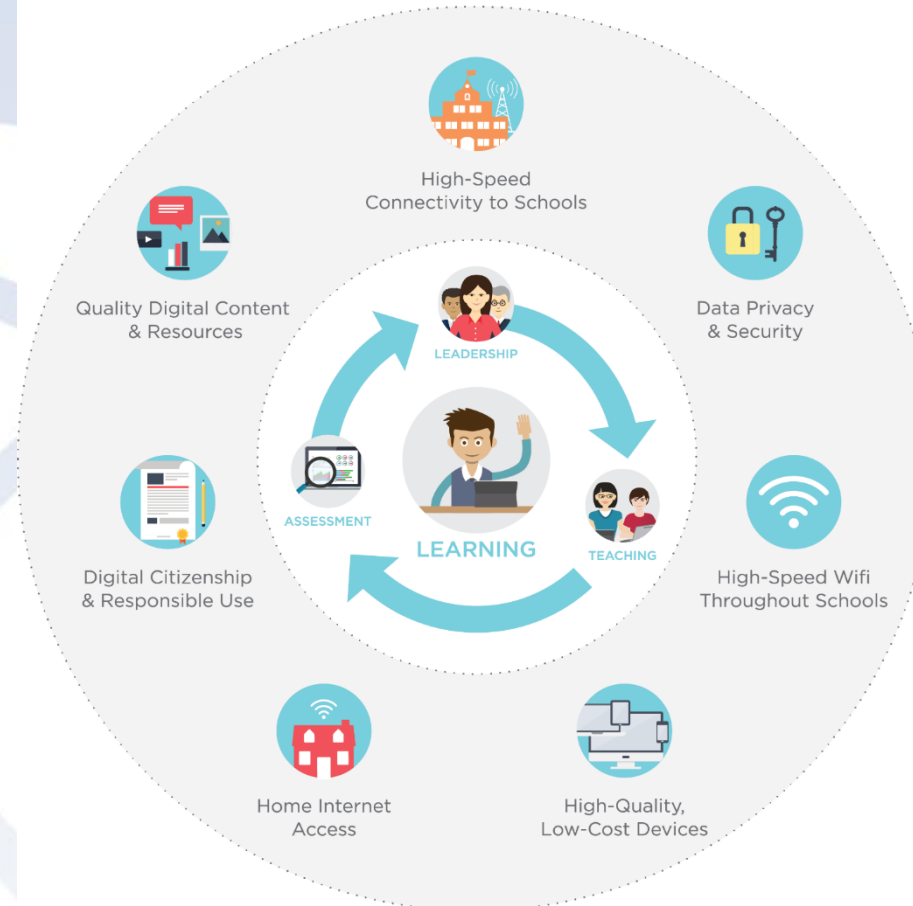 High-Speed
Connectivity to Schools
Quality Digital Content
& Resources
Data Privacy
& Security
LEADERSHIP
ASSESSMENT
LEARNING
TEACHING
Digital Citizenship
& Responsible Use
High-Speed Wifi
Throughout Schools
Home Internet
Access
High-Quality,
Low-Cost Devices